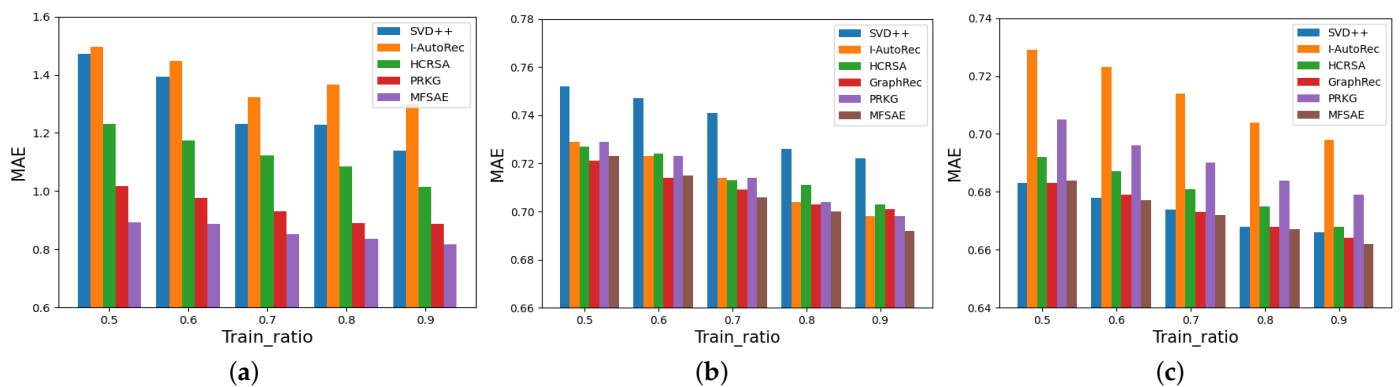 1.6
1.4
1.2
1.0
0.8
0.6
MAE
SVD++
I-AutoRec
HCRSA
PRKG
MFSAE
0.5 0.6 0.7 0.8 0.9
Train_ratio
(a)
0.78
0.76
0.74
0.72
0.70
0.68
0.66
MAE
SVD++
I-AutoRec
HCRSA
GraphRec
PRKG
MFSAE
0.5 0.6 0.7 0.8 0.9
Train_ratio
(b)
0.74
0.72
0.70
0.68
0.66
0.64
MAE
SVD++
I-AutoRec
HCRSA
GraphRec
PRKG
MFSAE
0.5 0.6 0.7 0.8 0.9
Train_ratio
(c)